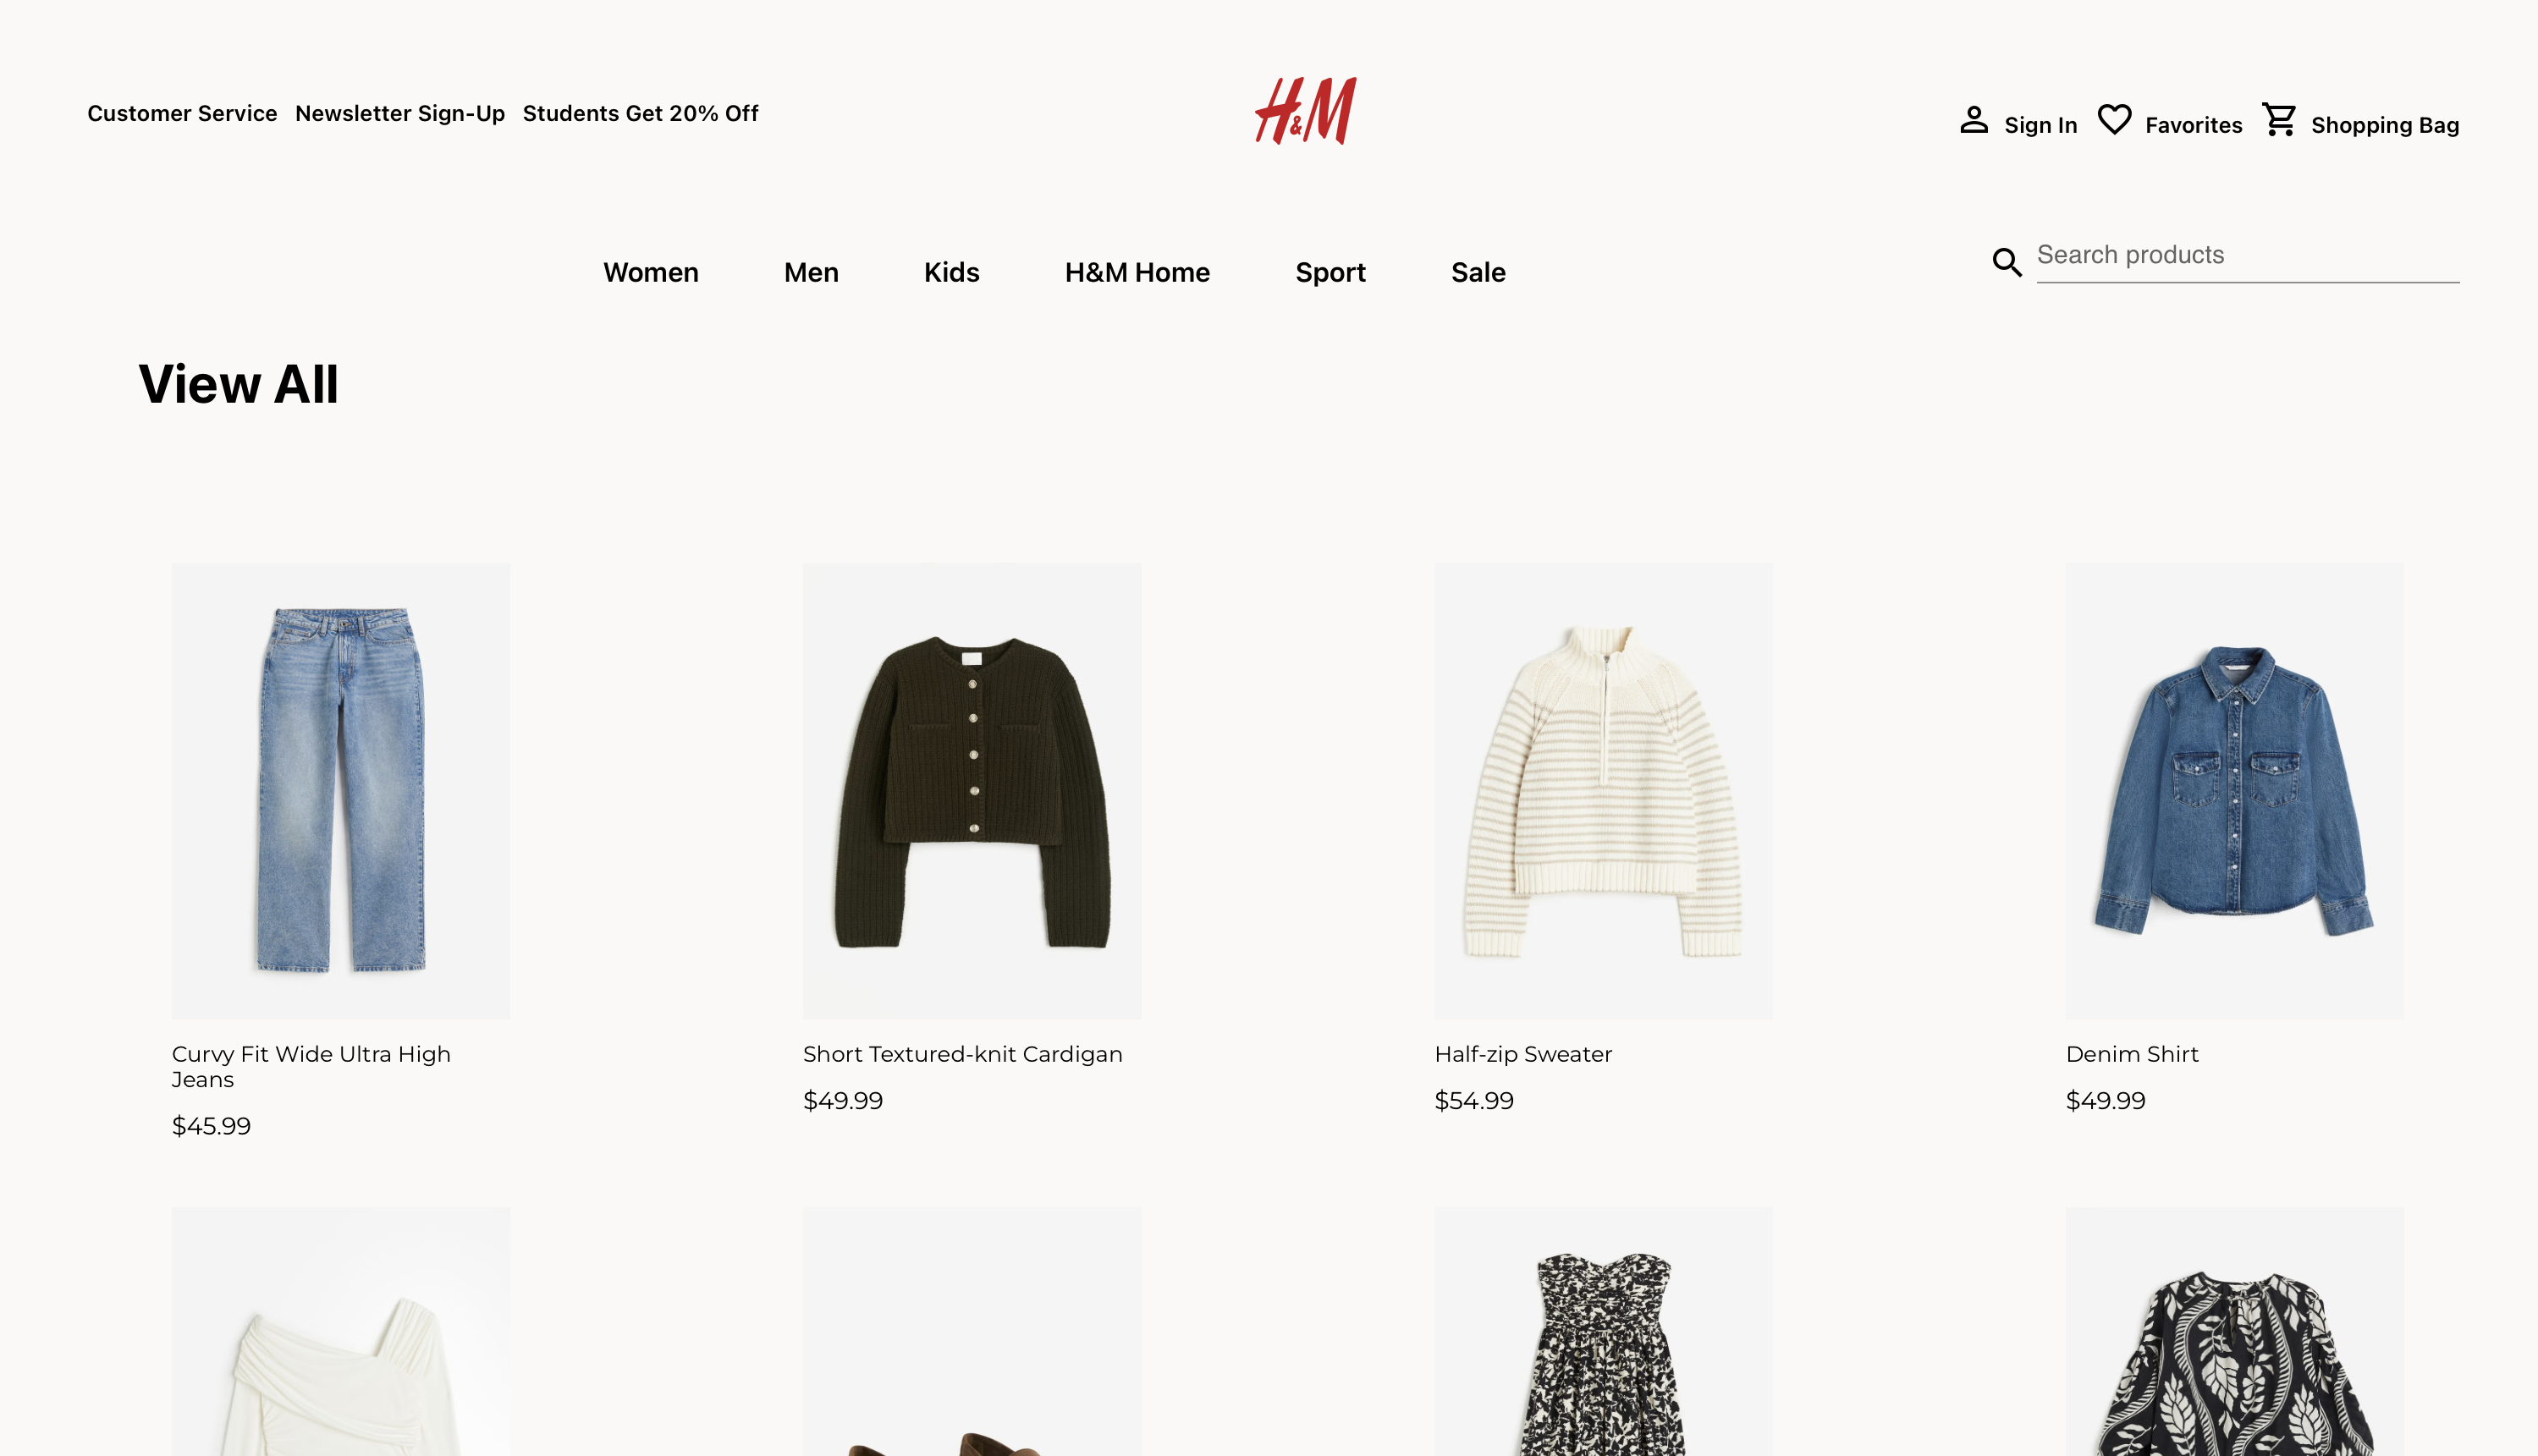 Customer Service Newsletter Sign-Up Students Get 20% Off
H&M
Sign In Favorites Shopping Bag
Women Men Kids H&M Home Sport Sale
Search products
View All
Curvy Fit Wide Ultra High
Jeans
$45.99
Short Textured-knit Cardigan
$49.99
Half-zip Sweater
$54.99
Denim Shirt
$49.99